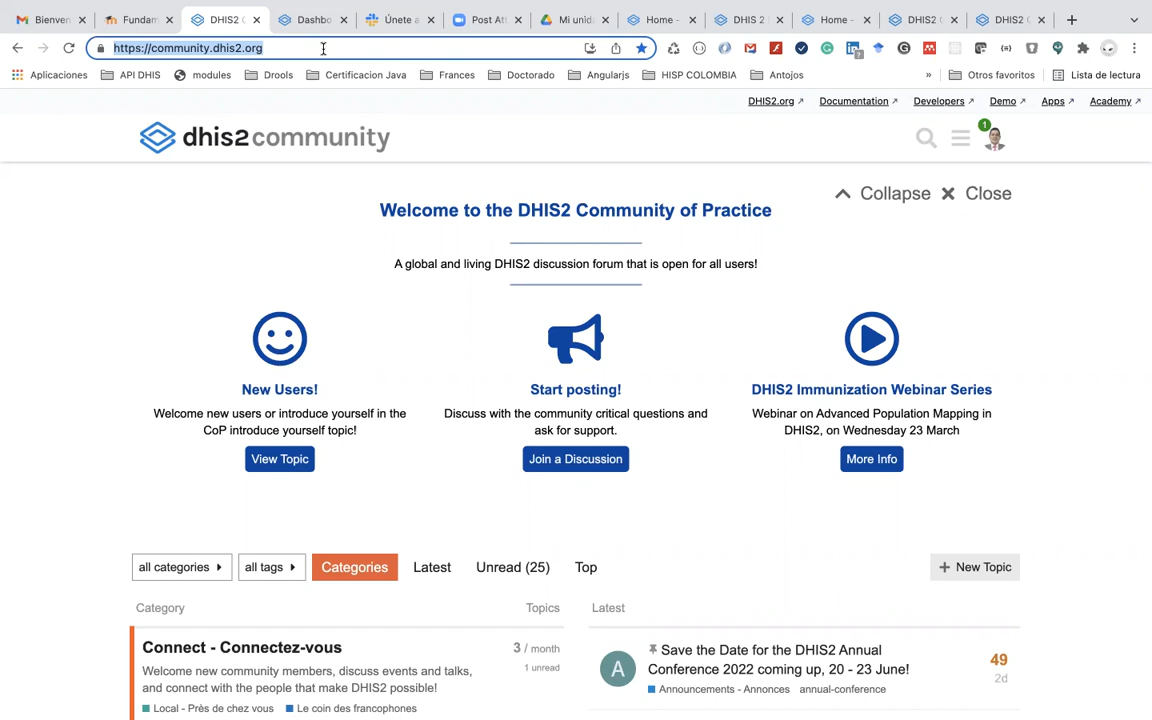 Bienven
Fundam
DHIS2 C
Dashbo
Únete a
Post Att
Mi unid
Home -
DHIS 2
Home -
DHIS2 C
DHIS2 C
https://community.dhis2.org
Aplicaciones
API DHIS
modules
Drools
Certificacion Java
Frances
Doctorado
Angularjs
HISP COLOMBIA
Antojos
»
Otros favoritos
Lista de lectura
DHIS2.org
Documentation
Developers
Demo
Apps
Academy
dhis2community
1
Collapse
Close
Welcome to the DHIS2 Community of Practice
A global and living DHIS2 discussion forum that is open for all users!
New Users!
Welcome new users or introduce yourself in the
CoP introduce yourself topic!
View Topic
Start posting!
Discuss with the community critical questions and
ask for support.
Join a Discussion
DHIS2 Immunization Webinar Series
Webinar on Advanced Population Mapping in
DHIS2, on Wednesday 23 March
More Info
all categories
all tags
Categories
Latest
Unread (25)
Top
+ New Topic
Category
Topics
Latest
Connect - Connectez-vous
3 / month
1 unread
Welcome new community members, discuss events and talks,
and connect with the people that make DHIS2 possible!
Local - Près de chez vous
Le coin des francophones
A
Save the Date for the DHIS2 Annual
Conference 2022 coming up, 20 - 23 June!
Announcements - Annonces annual-conference
49
2d